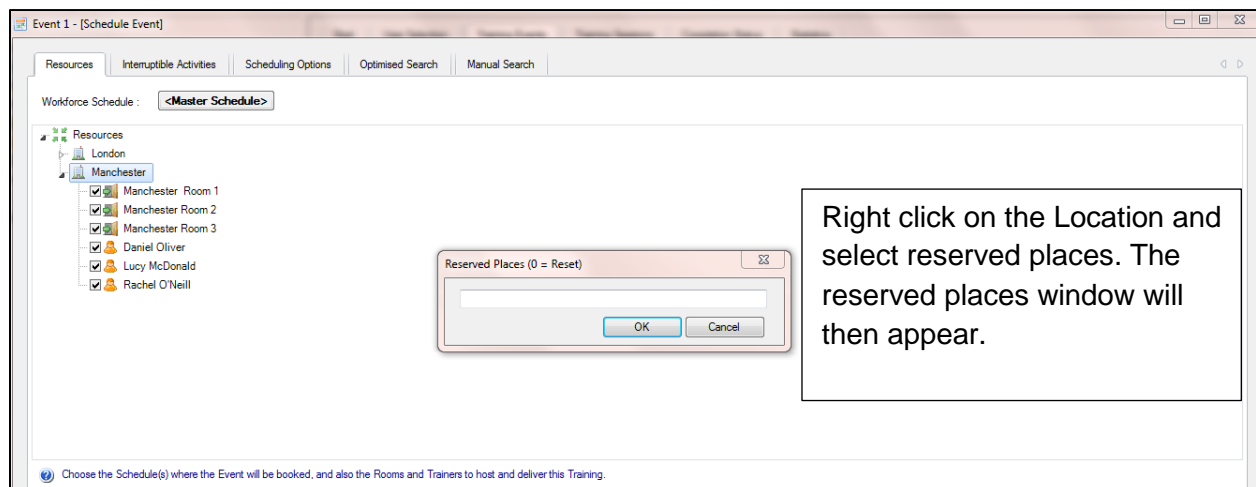 Event 1 - [Schedule Event]
Resources Interruptible Activities Scheduling Options Optimised Search Manual Search
Workforce Schedule : <Master Schedule>
Resources
London
Manchester
Manchester Room 1
Manchester Room 2
Manchester Room 3
Daniel Oliver
Lucy McDonald
Rachel O'Neill
Reserved Places (0 = Reset)
OK Cancel
Right click on the Location and
select reserved places. The
reserved places window will
then appear.
Choose the Schedule(s) where the Event will be booked, and also the Rooms and Trainers to host and deliver this Training.